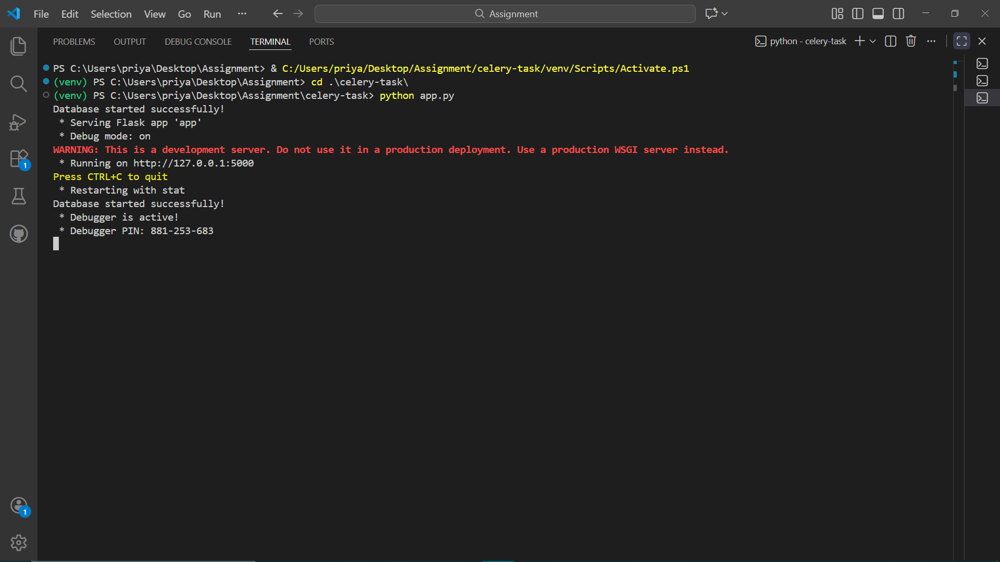 File Edit Selection View Go Run ··· Assignment
PROBLEMS OUTPUT DEBUG CONSOLE TERMINAL PORTS python - celery-task
PS C:\Users\priya\Desktop\Assignment> & C:/Users/priya/Desktop/Assignment/celery-task/venv/Scripts/Activate.ps1
(venv) PS C:\Users\priya\Desktop\Assignment> cd .\celery-task\
(venv) PS C:\Users\priya\Desktop\Assignment\celery-task> python app.py
Database started successfully!
 * Serving Flask app 'app'
 * Debug mode: on
WARNING: This is a development server. Do not use it in a production deployment. Use a production WSGI server instead.
 * Running on http://127.0.0.1:5000
Press CTRL+C to quit
 * Restarting with stat
Database started successfully!
 * Debugger is active!
 * Debugger PIN: 881-253-683
1
1